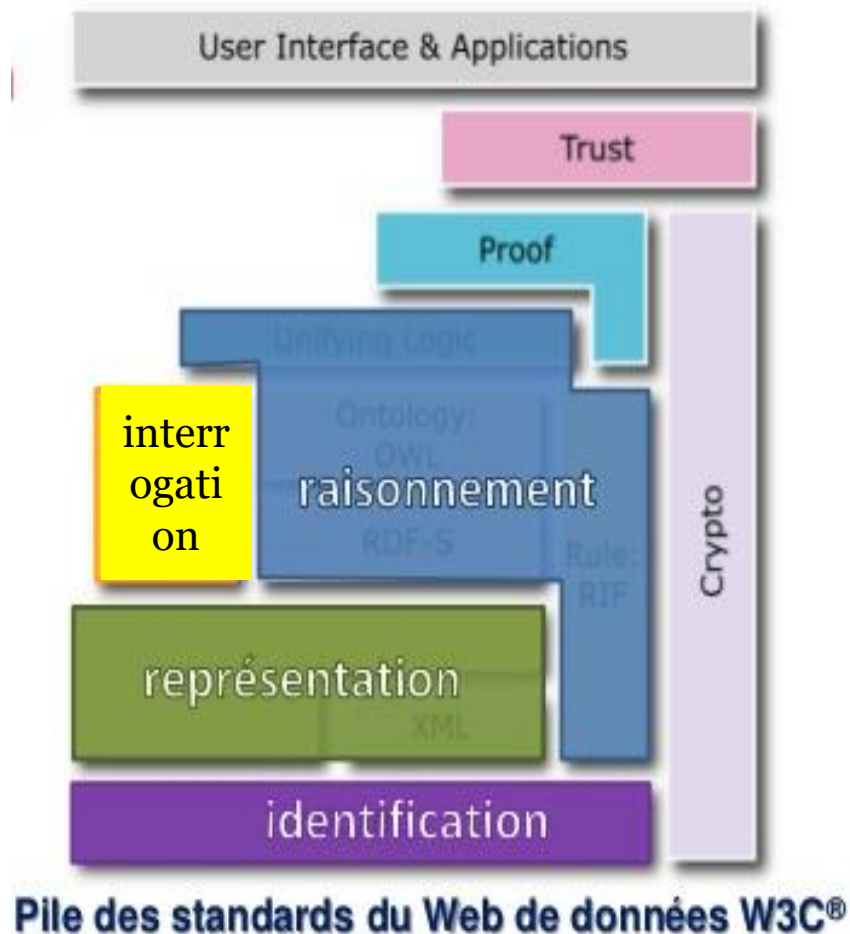 User Interface & Applications
Trust
Proof
Unifying Logic
interr
ogati
on
Ontology:
OWL
raisonnement
RDF-S
Rule:
RIF
Crypto
représentation
XML
identification
Pile des standards du Web de données W3C®